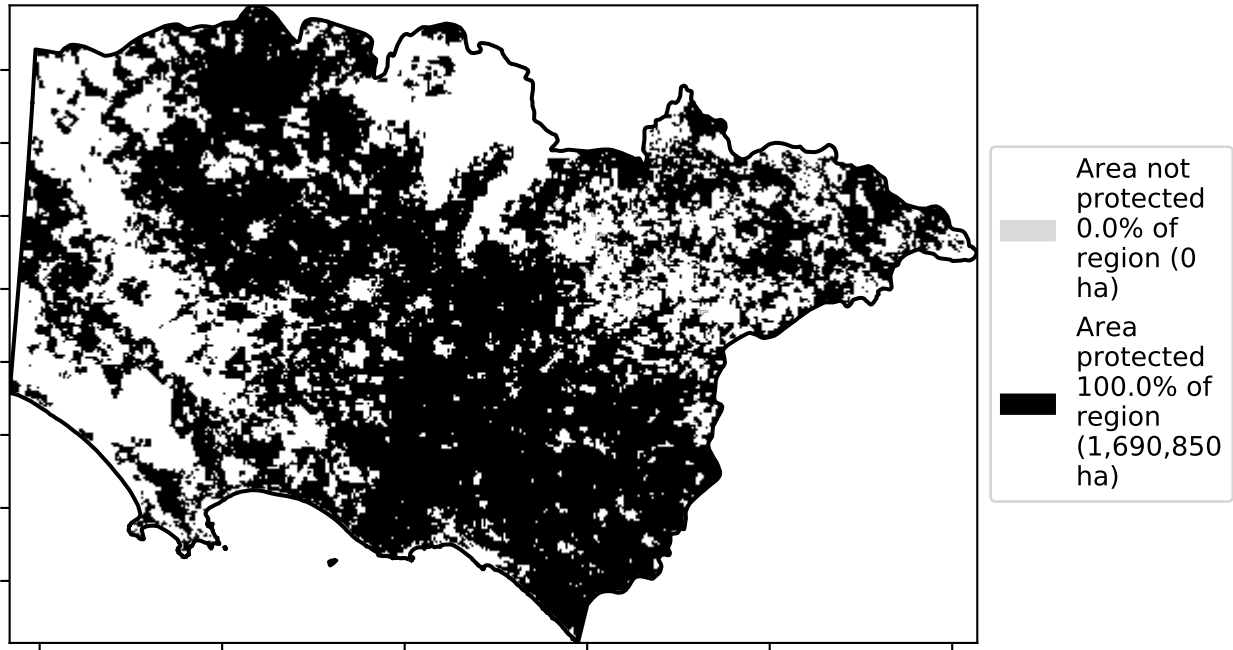 Area not
protected
0.0% of
region (0
ha)
Area
protected
100.0% of
region
(1,690,850
ha)